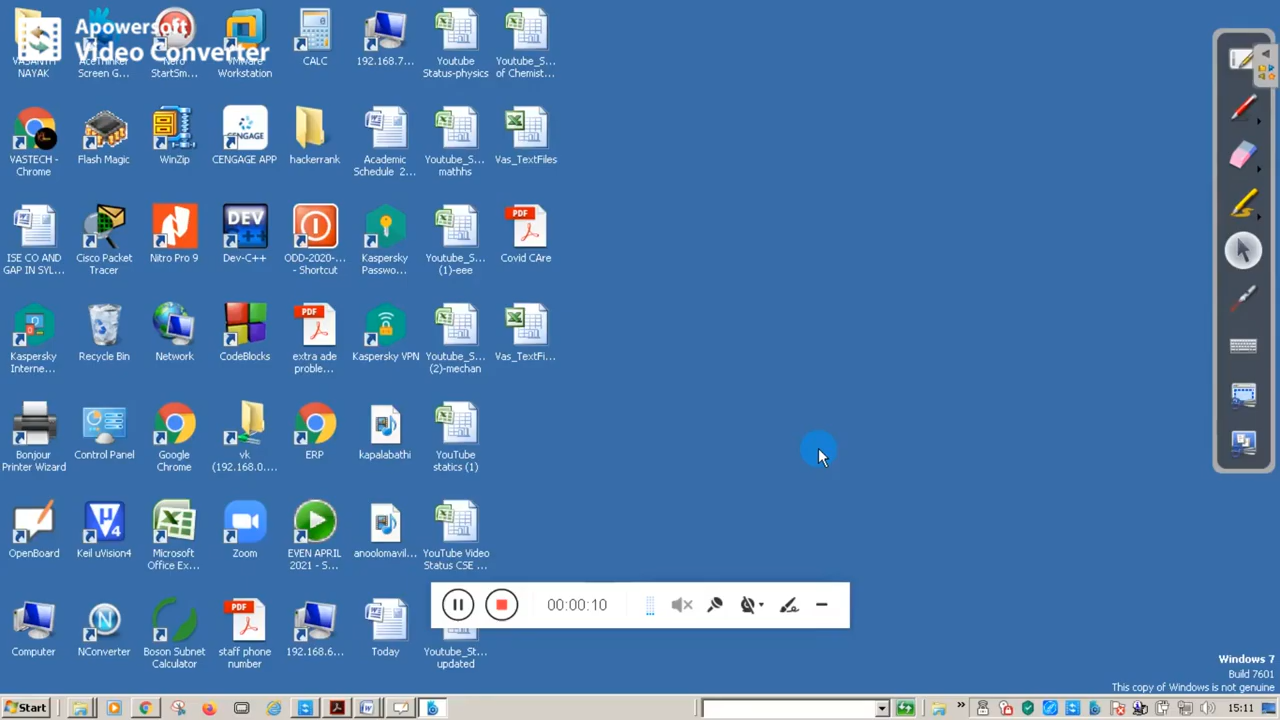 Apowersoft
Video Converter
VASANTH
NAYAK
AceThinker
Screen G...
Nero
StartSm...
VMware
Workstation
CALC
192.168.7...
Youtube
Status-physics
Youtube_S...
of Chemist...
VASTECH -
Chrome
Flash Magic
WinZip
CENGAGE
CENGAGE APP
hackerrank
Academic
Schedule 2...
Youtube_S...
mathhs
Vas_TextFiles
ISE CO AND
GAP IN SYL...
Cisco Packet
Tracer
Nitro Pro 9
DEV
C++
Dev-C++
ODD-2020-...
- Shortcut
Kaspersky
Passwo...
Youtube_S...
(1)-eee
PDF
Covid CAre
Kaspersky
Interne...
Recycle Bin
Network
CodeBlocks
PDF
extra ade
proble...
Kaspersky VPN
Youtube_S...
(2)-mechan
Vas_TextFi...
Bonjour
Printer Wizard
Control Panel
Google
Chrome
vk
(192.168.0....
ERP
kapalabathi
YouTube
statics (1)
OpenBoard
Keil uVision4
Microsoft
Office Ex...
Zoom
EVEN APRIL
2021 - S...
anoolomavil...
YouTube Video
Status CSE ...
00:00:10
Computer
NConverter
Boson Subnet
Calculator
PDF
staff phone
number
192.168.6...
Today
Youtube_St...
updated
Windows 7
Build 7601
This copy of Windows is not genuine
Start
15:11